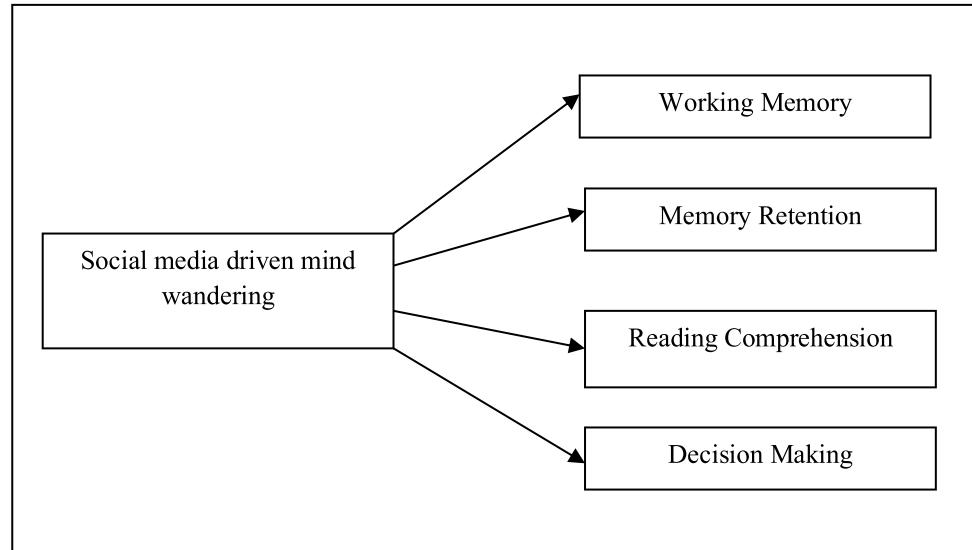 Working Memory
Memory Retention
Social media driven mind
wandering
Reading Comprehension
Decision Making